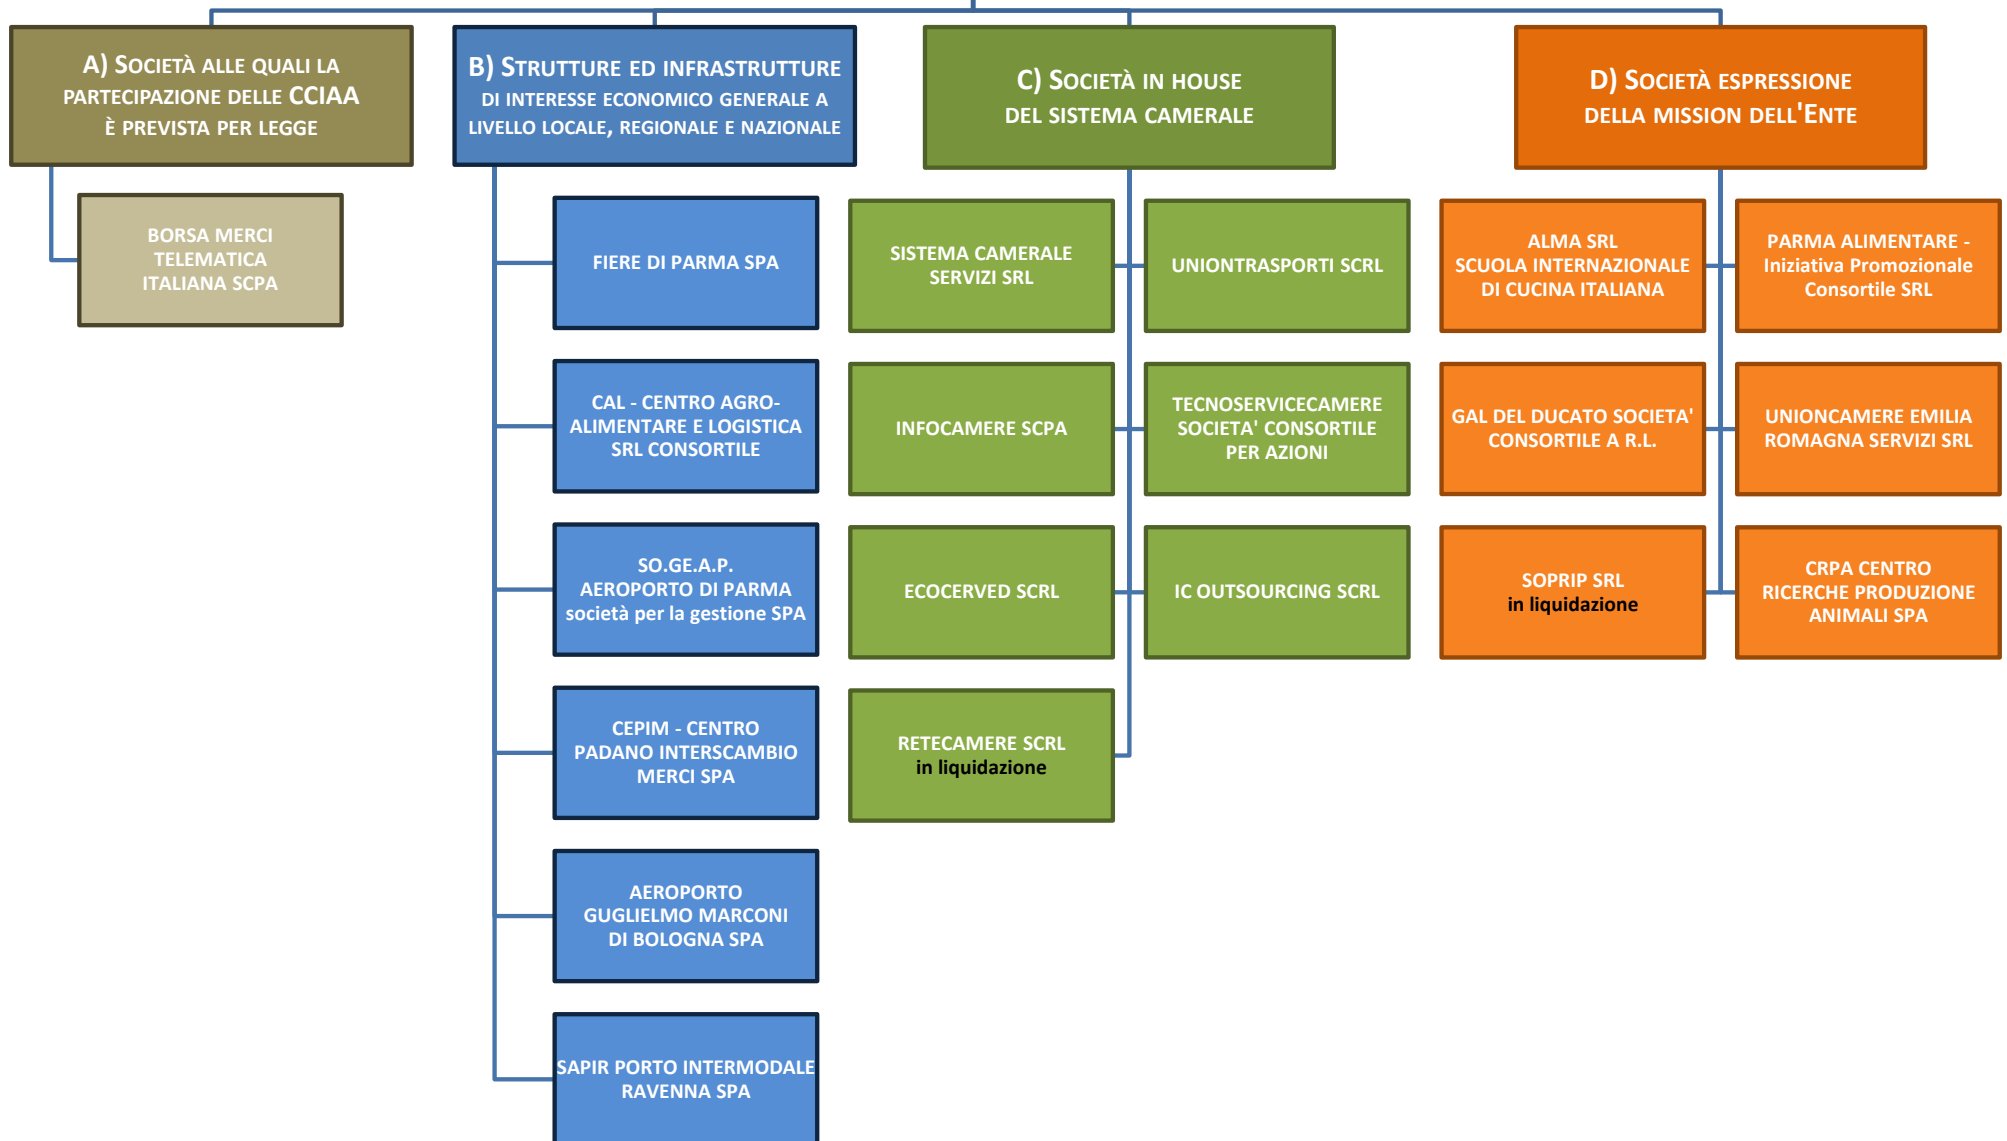 A) SOCIETÀ ALLE QUALI LA
PARTECIPAZIONE DELLE CCIAA
È PREVISTA PER LEGGE
BORSA MERCI
TELEMATICA
ITALIANA SCPA
B) STRUTTURE ED INFRASTRUTTURE
DI INTERESSE ECONOMICO GENERALE A
LIVELLO LOCALE, REGIONALE E NAZIONALE
FIERE DI PARMA SPA
CAL - CENTRO AGRO-
ALIMENTARE E LOGISTICA
SRL CONSORTILE
SO.GE.A.P.
AEROPORTO DI PARMA
società per la gestione SPA
CEPIM - CENTRO
PADANO INTERSCAMBIO
MERCI SPA
AEROPORTO
GUGLIELMO MARCONI
DI BOLOGNA SPA
SAPIR PORTO INTERMODALE
RAVENNA SPA
C) SOCIETÀ IN HOUSE
DEL SISTEMA CAMERALE
SISTEMA CAMERALE
SERVIZI SRL
UNIONTRASPORTI SCRL
INFOCAMERE SCPA
TECNOSERVICECAMERE
SOCIETA' CONSORTILE
PER AZIONI
ECOCERVED SCRL
IC OUTSOURCING SCRL
RETECAMERE SCRL
in liquidazione
D) SOCIETÀ ESPRESSIONE
DELLA MISSION DELL'ENTE
ALMA SRL
SCUOLA INTERNAZIONALE
DI CUCINA ITALIANA
PARMA ALIMENTARE -
Iniziativa Promozionale
Consortile SRL
GAL DEL DUCATO SOCIETA'
CONSORTILE A R.L.
UNIONCAMERE EMILIA
ROMAGNA SERVIZI SRL
SOPRIP SRL
in liquidazione
CRPA CENTRO
RICERCHE PRODUZIONE
ANIMALI SPA